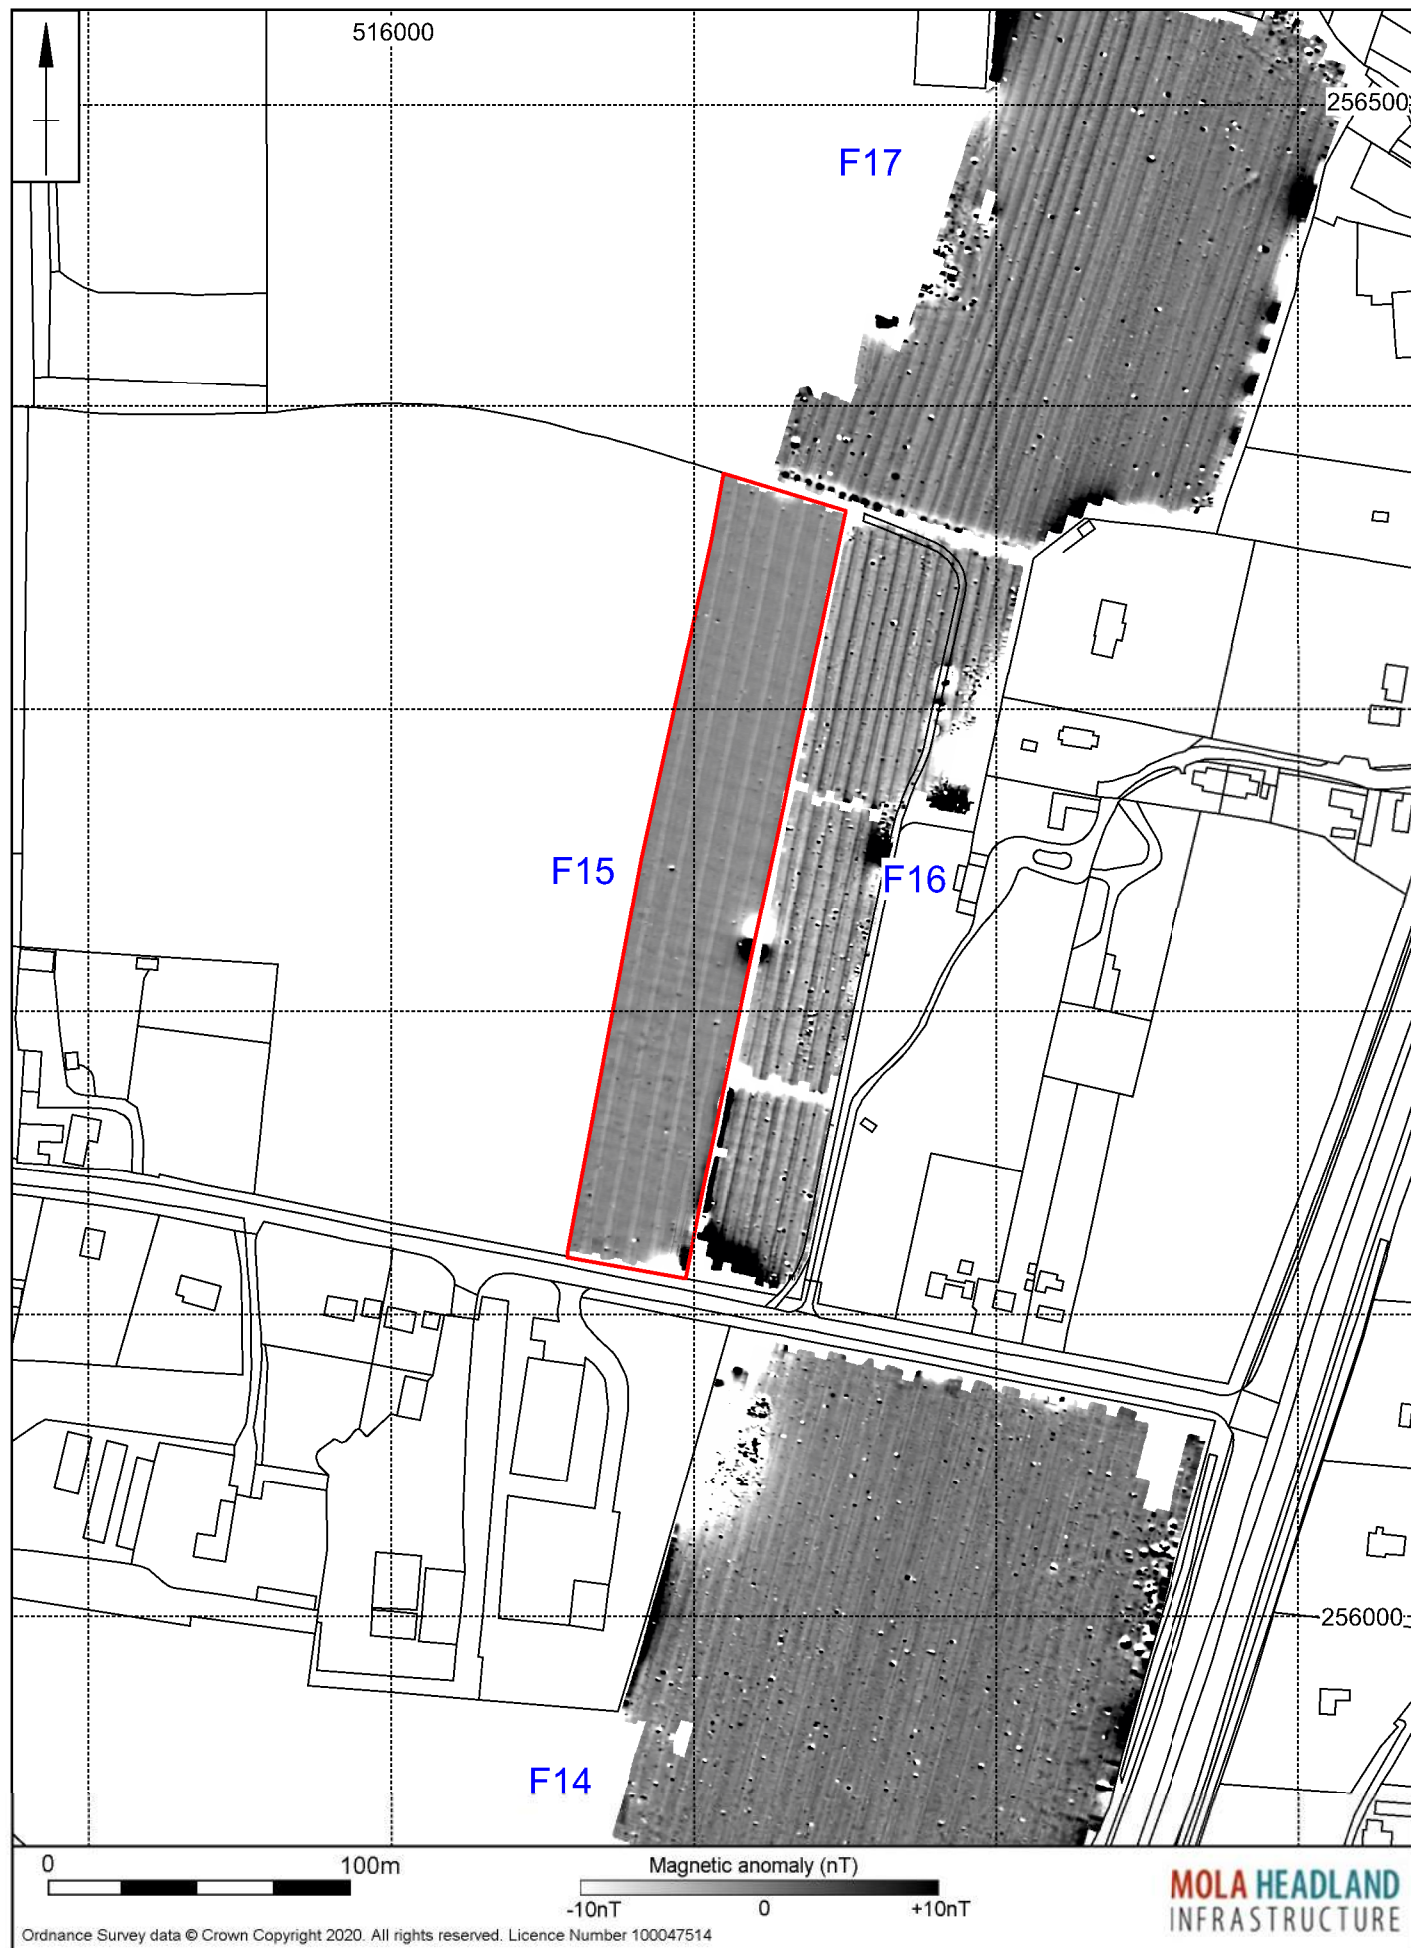 516000
256500
F17
F15
F16
256000
F14
0 100m
Magnetic anomaly (nT)
-10nT 0 +10nT
MOLA HEADLAND
INFRASTRUCTURE
Ordnance Survey data © Crown Copyright 2020. All rights reserved. Licence Number 100047514